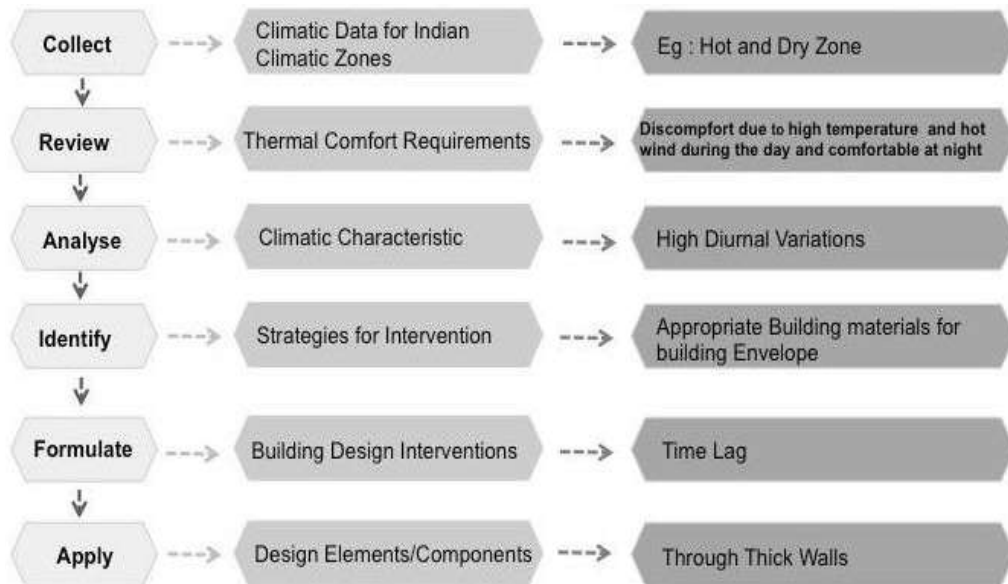 Collect
Climatic Data for Indian
Climatic Zones
Eg : Hot and Dry Zone
Review
Thermal Comfort Requirements
Discompfort due to high temperature and hot
wind during the day and comfortable at night
Analyse
Climatic Characteristic
High Diurnal Variations
Identify
Strategies for Intervention
Appropriate Building materials for
building Envelope
Formulate
Building Design Interventions
Time Lag
Apply
Design Elements/Components
Through Thick Walls